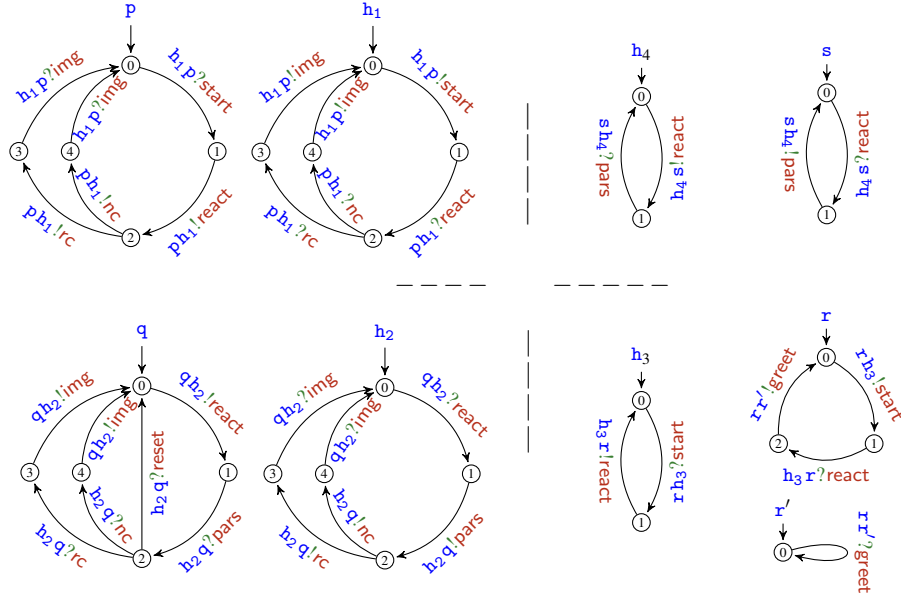 p
h₁p?img
h₁p?img
h₁p?start
0
3
4
1
ph₁!rc
ph₁!nc
ph₁!react
2
h₁
h₁p!img
h₁p!img
h₁p!start
0
3
4
1
ph₁?rc
ph₁?nc
ph₁?react
2
h₄
0
sh₄?pars
h₄s!react
1
s
0
sh₄!pars
h₄s?react
1
q
qh₂!img
qh₂!img
qh₂!react
0
3
4
1
h₂q?reset
h₂q?rc
h₂q?nc
h₂q?pars
2
h₂
qh₂?img
qh₂?img
qh₂?react
0
3
4
1
h₂q!rc
h₂q!nc
h₂q!pars
2
h₃
0
h₃r!react
rh₃?start
1
r
0
rr'!greet
rh₃!start
2
1
h₃r?react
r'
0
rr'?greet